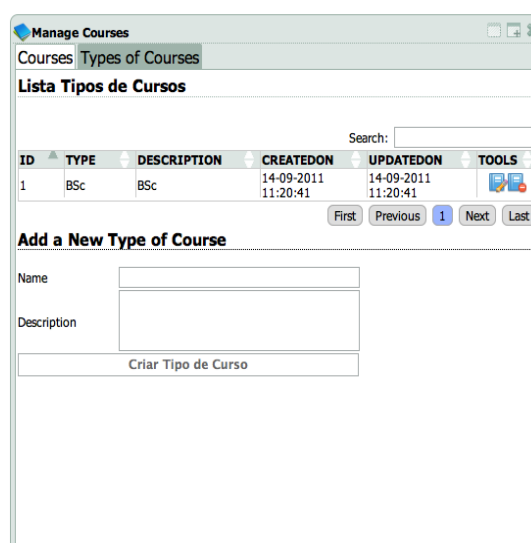 Manage Courses
Courses Types of Courses
Lista Tipos de Cursos
Search:
ID TYPE DESCRIPTION CREATEDON UPDATEDON TOOLS
1 BSc BSc 14-09-2011 14-09-2011
11:20:41 11:20:41
First Previous 1 Next Last
Add a New Type of Course
Name
Description
Criar Tipo de Curso